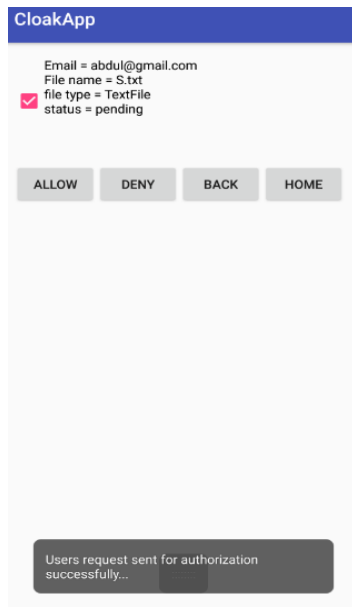 CloakApp
Email = abdul@gmail.com
File name = S.txt
file type = TextFile
status = pending
ALLOW DENY BACK HOME
Users request sent for authorization
successfully...